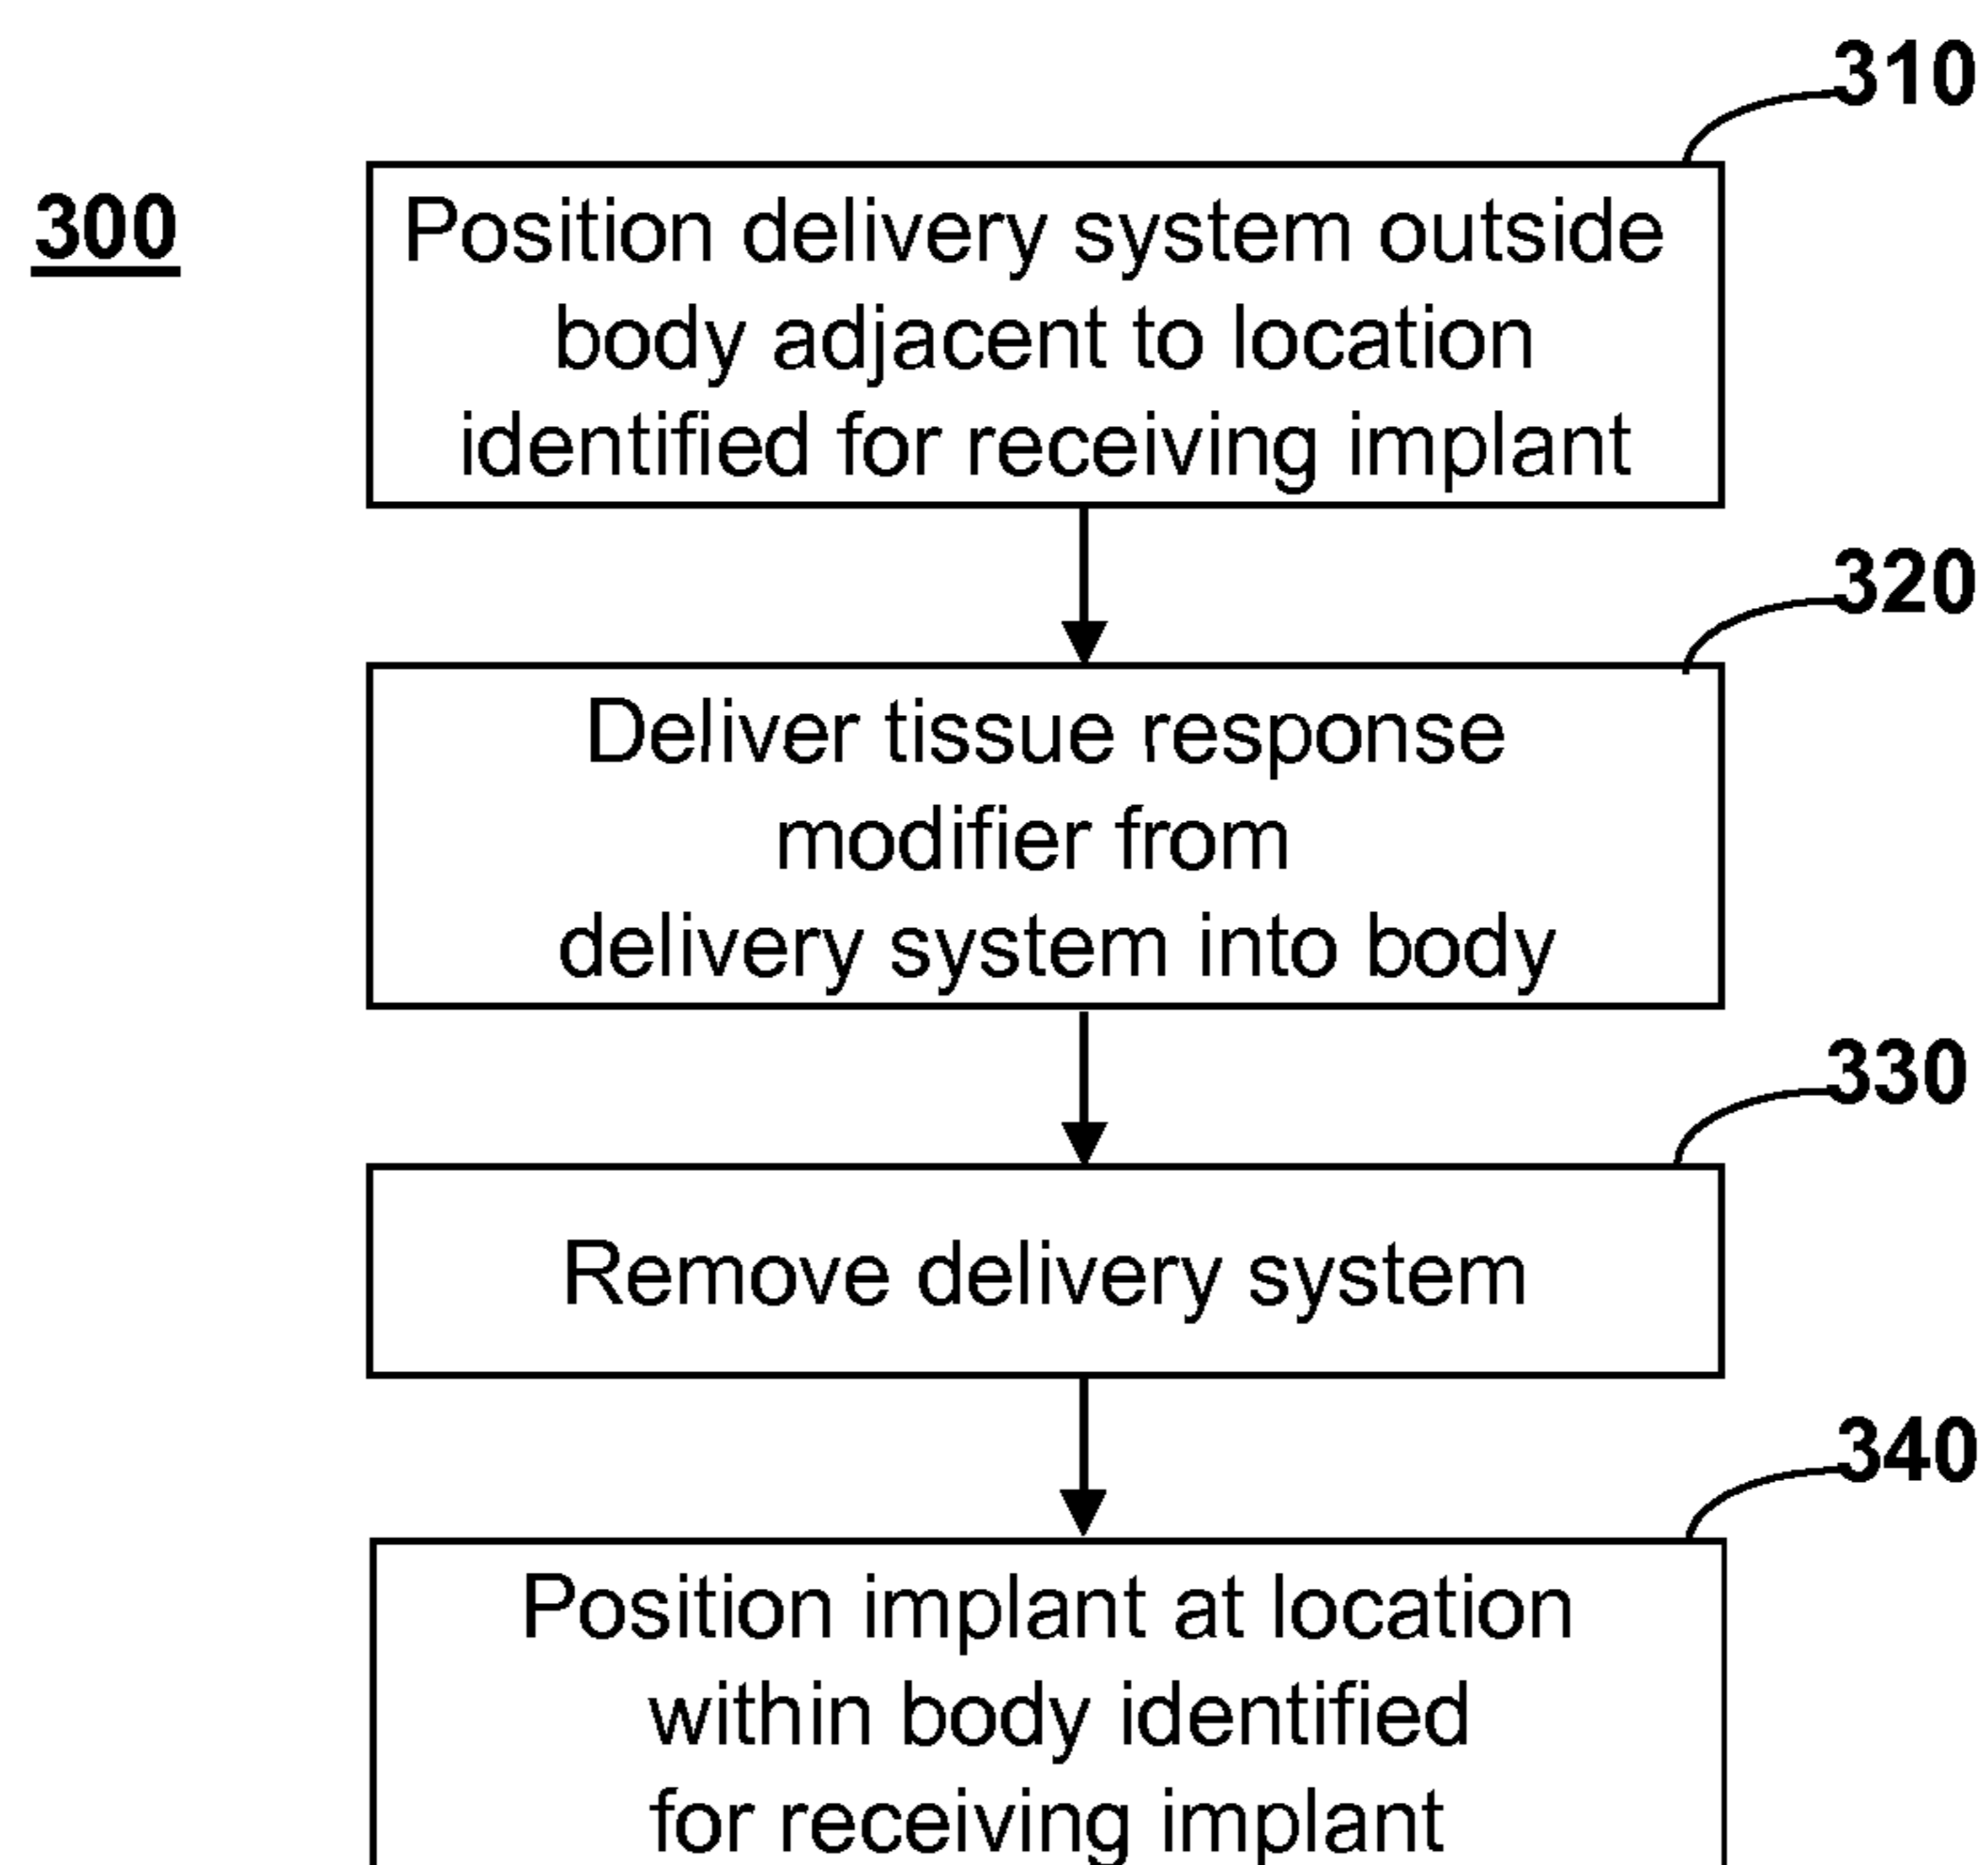 310
300
Position delivery system outside
body adjacent to location
identified for receiving implant
320
Deliver tissue response
modifier from
delivery system into body
330
Remove delivery system
340
Position implant at location
within body identified
for receiving implant